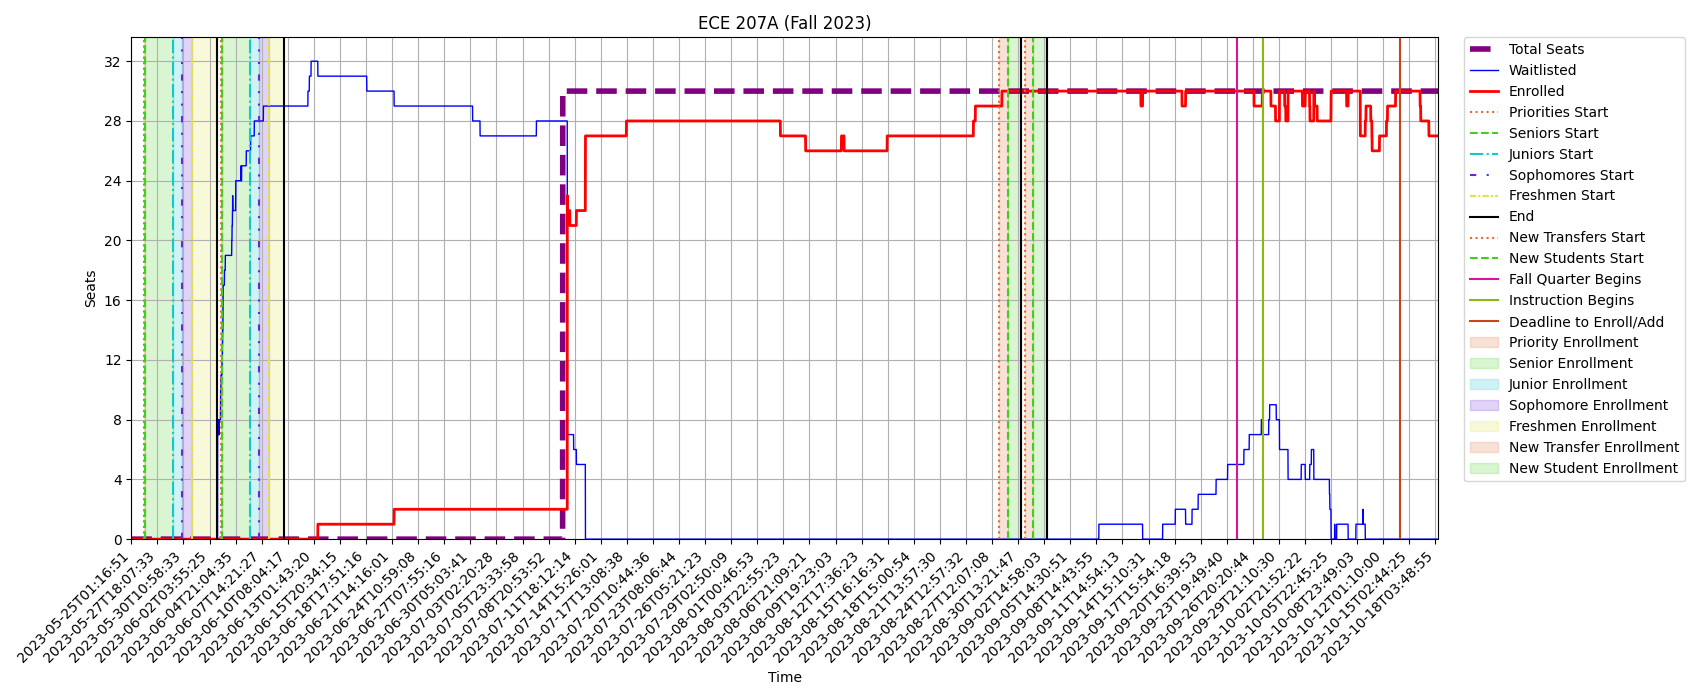 ECE 207A (Fall 2023)
Seats
32
28
24
20
16
12
8
4
0
2023-05-25T01:16:51
2023-05-27T18:07:33
2023-05-30T10:58:33
2023-06-02T03:55:25
2023-06-04T21:04:35
2023-06-07T14:21:27
2023-06-10T08:04:17
2023-06-13T01:43:20
2023-06-15T20:34:15
2023-06-18T17:51:16
2023-06-21T14:16:01
2023-06-24T10:59:08
2023-06-27T07:55:16
2023-06-30T05:03:41
2023-07-03T02:20:28
2023-07-05T23:33:58
2023-07-08T20:53:52
2023-07-11T18:12:14
2023-07-14T15:26:01
2023-07-17T13:08:38
2023-07-20T10:44:36
2023-07-23T08:06:44
2023-07-26T05:21:23
2023-07-29T02:50:09
2023-08-01T00:46:53
2023-08-03T22:55:23
2023-08-06T21:09:21
2023-08-09T19:23:03
2023-08-12T17:36:23
2023-08-15T16:16:31
2023-08-18T15:00:54
2023-08-21T13:57:30
2023-08-24T12:57:32
2023-08-27T12:07:08
2023-08-30T13:21:47
2023-09-02T14:58:03
2023-09-05T14:30:51
2023-09-08T14:43:55
2023-09-11T14:54:13
2023-09-14T15:10:31
2023-09-17T15:54:18
2023-09-20T16:39:53
2023-09-23T19:49:40
2023-09-26T20:20:44
2023-09-29T21:10:30
2023-10-02T21:52:22
2023-10-05T22:45:25
2023-10-08T23:49:03
2023-10-12T01:10:00
2023-10-15T02:44:25
2023-10-18T03:48:55
Time
Total Seats
Waitlisted
Enrolled
Priorities Start
Seniors Start
Juniors Start
Sophomores Start
Freshmen Start
End
New Transfers Start
New Students Start
Fall Quarter Begins
Instruction Begins
Deadline to Enroll/Add
Priority Enrollment
Senior Enrollment
Junior Enrollment
Sophomore Enrollment
Freshmen Enrollment
New Transfer Enrollment
New Student Enrollment